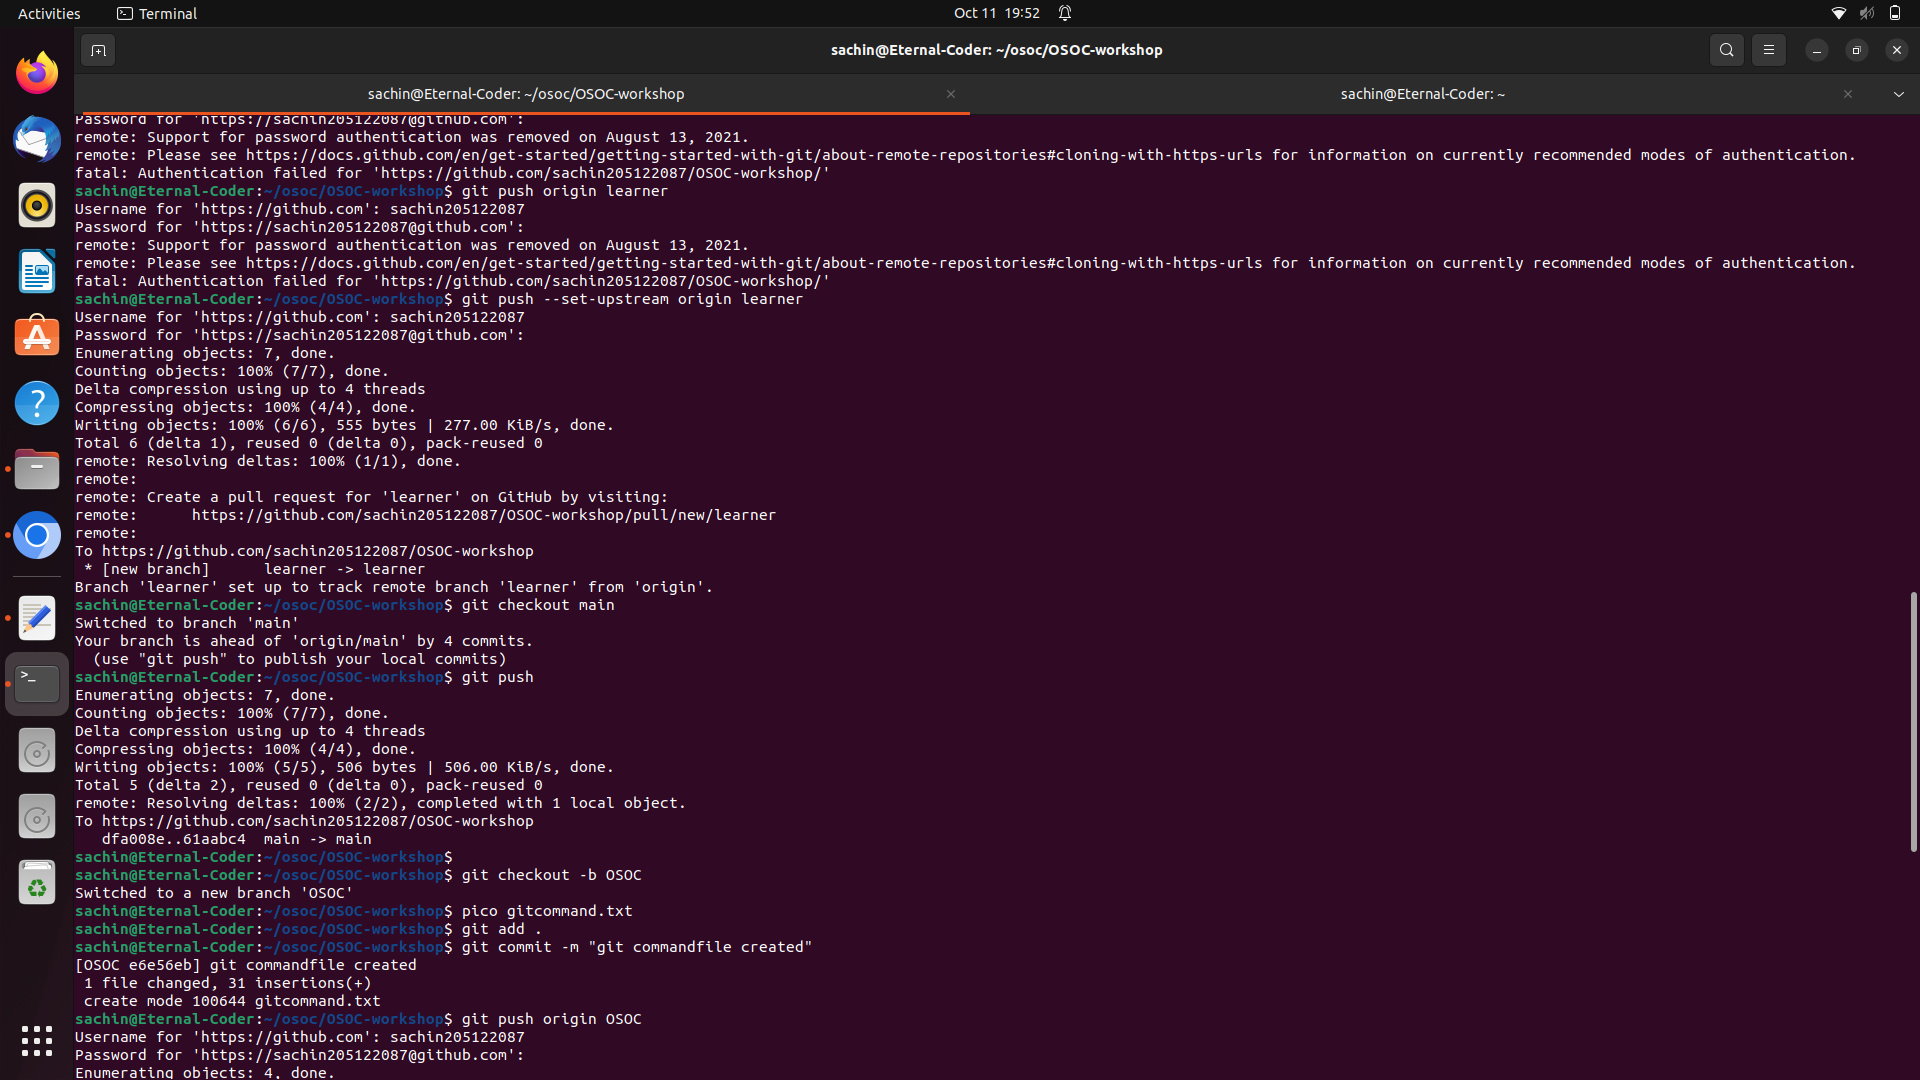 Activities
Terminal
Oct 11 19:52
sachin@Eternal-Coder: ~/osoc/OSOC-workshop
sachin@Eternal-Coder: ~/osoc/OSOC-workshop
sachin@Eternal-Coder: ~
Password for 'https://sachin205122087@github.com':
remote: Support for password authentication was removed on August 13, 2021.
remote: Please see https://docs.github.com/en/get-started/getting-started-with-git/about-remote-repositories#cloning-with-https-urls for information on currently recommended modes of authentication.
fatal: Authentication failed for 'https://github.com/sachin205122087/OSOC-workshop/'
sachin@Eternal-Coder:~/osoc/OSOC-workshop$ git push origin learner
Username for 'https://github.com': sachin205122087
Password for 'https://sachin205122087@github.com':
remote: Support for password authentication was removed on August 13, 2021.
remote: Please see https://docs.github.com/en/get-started/getting-started-with-git/about-remote-repositories#cloning-with-https-urls for information on currently recommended modes of authentication.
fatal: Authentication failed for 'https://github.com/sachin205122087/OSOC-workshop/'
sachin@Eternal-Coder:~/osoc/OSOC-workshop$ git push --set-upstream origin learner
Username for 'https://github.com': sachin205122087
Password for 'https://sachin205122087@github.com':
Enumerating objects: 7, done.
Counting objects: 100% (7/7), done.
Delta compression using up to 4 threads
Compressing objects: 100% (4/4), done.
Writing objects: 100% (6/6), 555 bytes | 277.00 KiB/s, done.
Total 6 (delta 1), reused 0 (delta 0), pack-reused 0
remote: Resolving deltas: 100% (1/1), done.
remote:
remote: Create a pull request for 'learner' on GitHub by visiting:
remote:      https://github.com/sachin205122087/OSOC-workshop/pull/new/learner
remote:
To https://github.com/sachin205122087/OSOC-workshop
 * [new branch]      learner -> learner
Branch 'learner' set up to track remote branch 'learner' from 'origin'.
sachin@Eternal-Coder:~/osoc/OSOC-workshop$ git checkout main
Switched to branch 'main'
Your branch is ahead of 'origin/main' by 4 commits.
  (use "git push" to publish your local commits)
sachin@Eternal-Coder:~/osoc/OSOC-workshop$ git push
Enumerating objects: 7, done.
Counting objects: 100% (7/7), done.
Delta compression using up to 4 threads
Compressing objects: 100% (4/4), done.
Writing objects: 100% (5/5), 506 bytes | 506.00 KiB/s, done.
Total 5 (delta 2), reused 0 (delta 0), pack-reused 0
remote: Resolving deltas: 100% (2/2), completed with 1 local object.
To https://github.com/sachin205122087/OSOC-workshop
   dfa008e..61aabc4  main -> main
sachin@Eternal-Coder:~/osoc/OSOC-workshop$
sachin@Eternal-Coder:~/osoc/OSOC-workshop$ git checkout -b OSOC
Switched to a new branch 'OSOC'
sachin@Eternal-Coder:~/osoc/OSOC-workshop$ pico gitcommand.txt
sachin@Eternal-Coder:~/osoc/OSOC-workshop$ git add .
sachin@Eternal-Coder:~/osoc/OSOC-workshop$ git commit -m "git commandfile created"
[OSOC e6e56eb] git commandfile created
 1 file changed, 31 insertions(+)
 create mode 100644 gitcommand.txt
sachin@Eternal-Coder:~/osoc/OSOC-workshop$ git push origin OSOC
Username for 'https://github.com': sachin205122087
Password for 'https://sachin205122087@github.com':
Enumerating objects: 4, done.